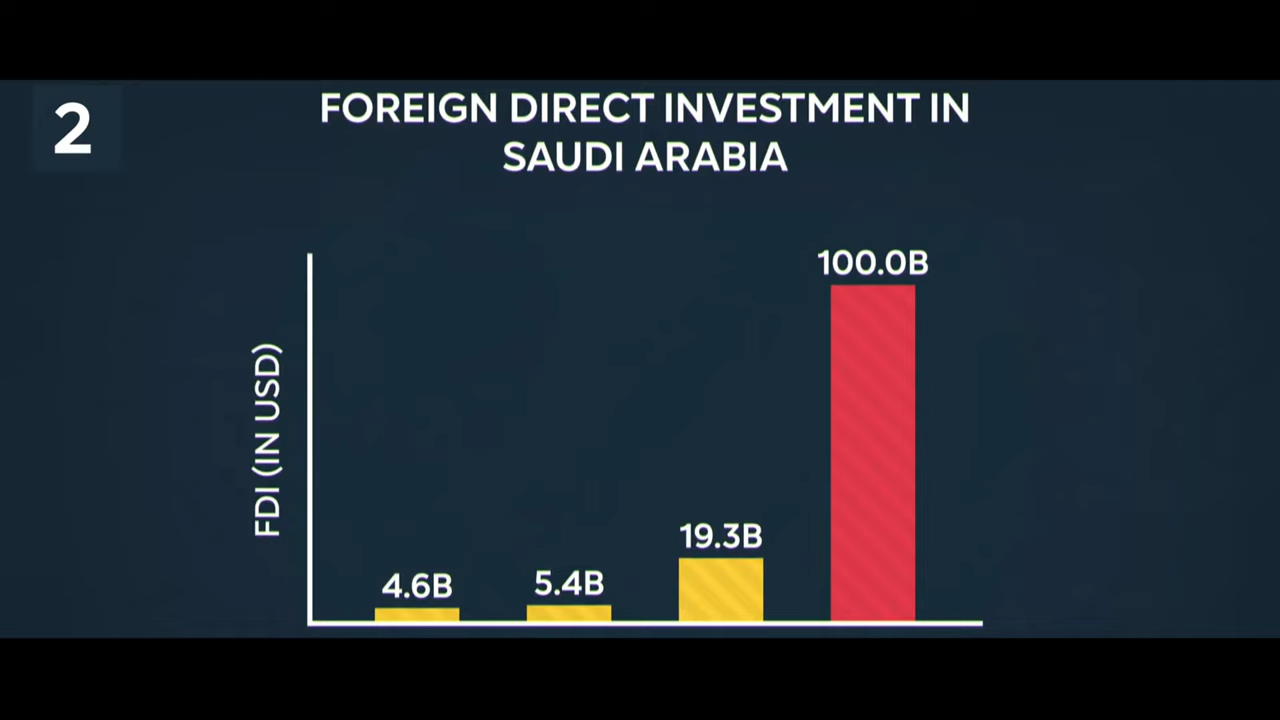 2
FOREIGN DIRECT INVESTMENT IN
SAUDI ARABIA
100.0B
19.3B
5.4B
4.6B
FDI (IN USD)